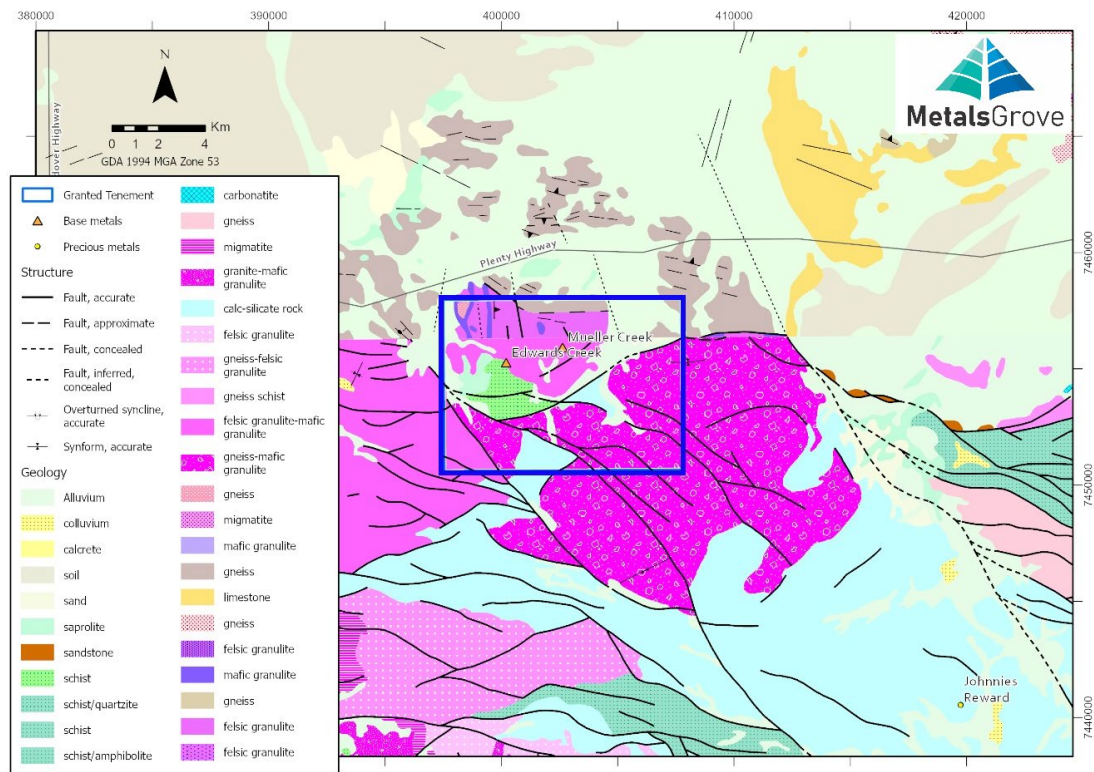 380000
390000
400000
410000
420000
N
0 1 2 4 Km
GDA 1994 MGA Zone 53
MetalsGrove
dover Highway
Plenty Highway
7460000
7450000
7440000
Mueller Creek
Edwards Creek
Johnnies
Reward
Granted Tenement
Base metals
Precious metals
Structure
Fault, accurate
Fault, approximate
Fault, concealed
Fault, inferred,
concealed
Overturned syncline,
accurate
Synform, accurate
Geology
Alluvium
colluvium
calcrete
soil
sand
saprolite
sandstone
schist
schist/quartzite
schist
schist/amphibolite
carbonatite
gneiss
migmatite
granite-mafic
granulite
calc-silicate rock
felsic granulite
gneiss-felsic
granulite
gneiss schist
felsic granulite-mafic
granulite
gneiss-mafic
granulite
gneiss
migmatite
mafic granulite
gneiss
limestone
gneiss
felsic granulite
mafic granulite
gneiss
felsic granulite
felsic granulite